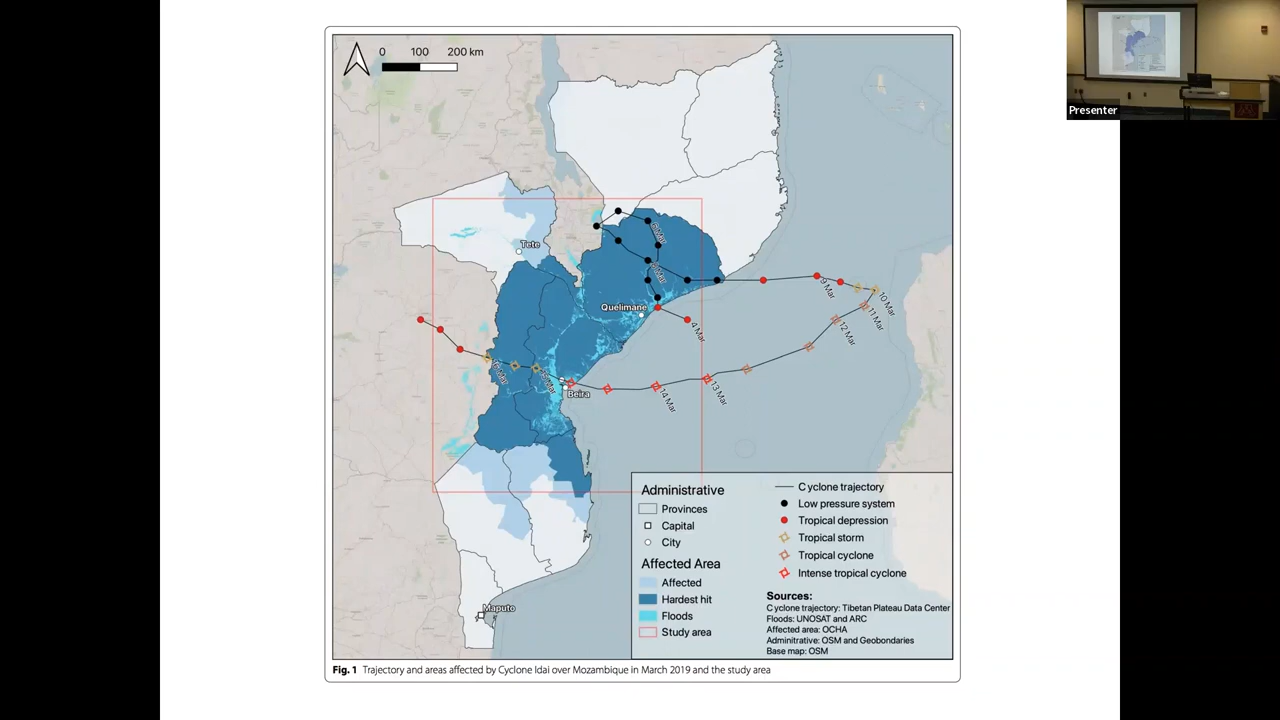 0 100 200 km
Presenter
Tete
6 Mar
9 Mar
10 Mar
Quelimane
11 Mar
4 Mar
12 Mar
Beira
13 Mar
14 Mar
Administrative
Provinces
Capital
City
Affected Area
Affected
Hardest hit
Floods
Study area
Cyclone trajectory
Low pressure system
Tropical depression
Tropical storm
Tropical cyclone
Intense tropical cyclone
Sources:
Cyclone trajectory: Tibetan Plateau Data Center
Floods: UNOSAT and ARC
Affected area: OCHA
Adminitrative: OSM and Geobondaries
Base map: OSM
Maputo
Fig. 1 Trajectory and areas affected by Cyclone Idai over Mozambique in March 2019 and the study area